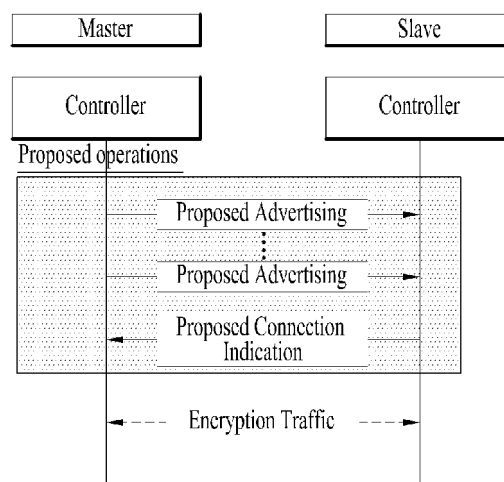 Master
Slave
Controller
Controller
Proposed operations
Proposed Advertising
Proposed Advertising
Proposed Connection
Indication
Encryption Traffic